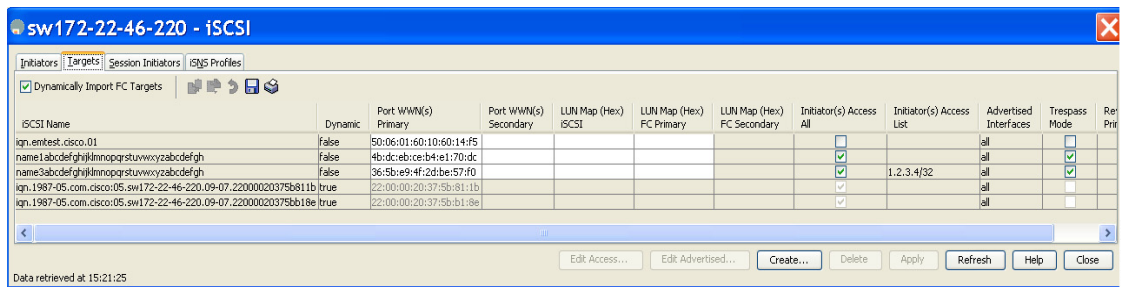 sw172-22-46-220 - iSCSI
Initiators Targets Session Initiators iSNS Profiles
Dynamically Import FC Targets
iSCSI Name Dynamic Port WWN(s) Primary Port WWN(s) Secondary LUN Map (Hex) iSCSI LUN Map (Hex) FC Primary LUN Map (Hex) FC Secondary Initiator(s) Access All Initiator(s) Access List Advertised Interfaces Trespass Mode Re Prin
iqn.emtest.cisco.01 false 50:06:01:60:10:60:14:f5 all
name1abcdefghijklmnopqrstuvwxyzabcdefgh false 4b:dc:eb:ce:b4:e1:70:dc all
name3abcdefghijklmnopqrstuvwxyzabcdefgh false 36:5b:e9:4f:2d:be:57:f0 1.2.3.4/32 all
iqn.1987-05.com.cisco:05.sw172-22-46-220.09-07.22000020375b811b true 22:00:00:20:37:5b:81:1b all
iqn.1987-05.com.cisco:05.sw172-22-46-220.09-07.22000020375bb18e true 22:00:00:20:37:5b:b1:8e all
Edit Access... Edit Advertised... Create... Delete Apply Refresh Help Close
Data retrieved at 15:21:25